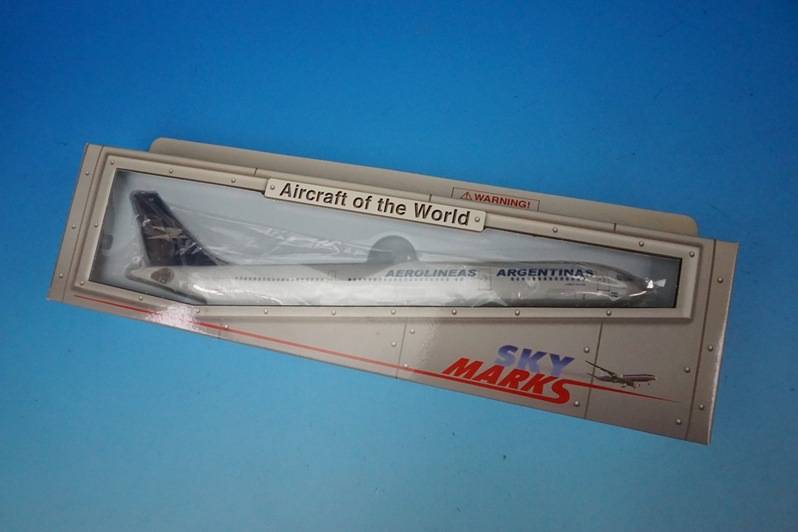 Aircraft of the World
WARNING!
AEROLINEAS ARGENTINAS
SKY
MARKS